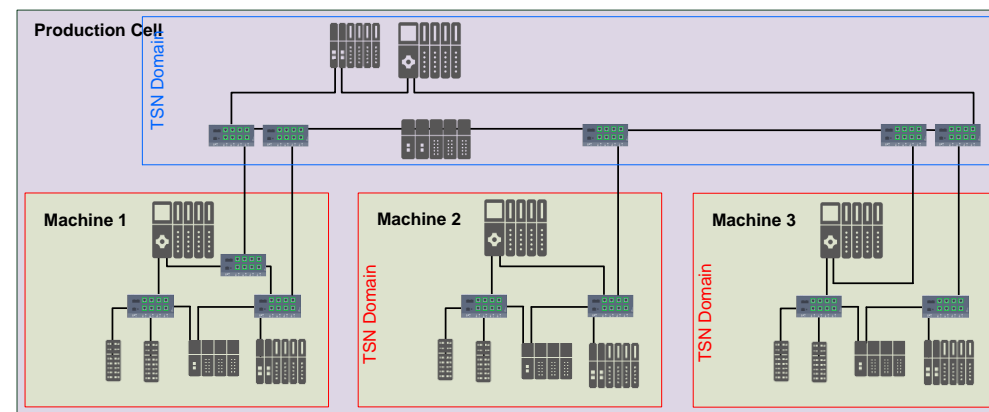 Production Cell
TSN Domain
Machine 1
Machine 2
Machine 3
TSN Domain
TSN Domain